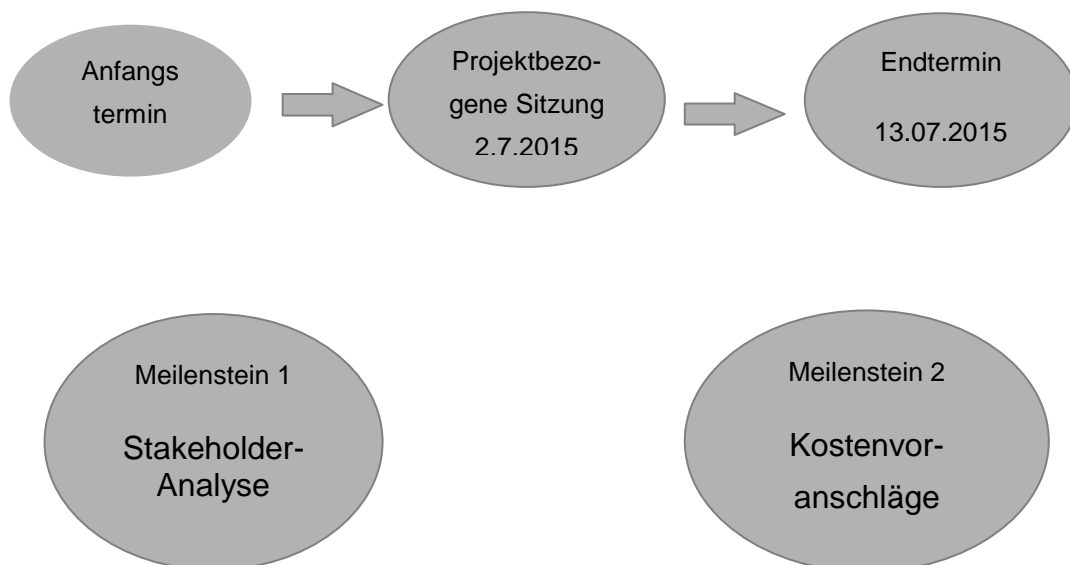 Anfangs
termin
Projektbezo-
gene Sitzung
2.7.2015
Endtermin
13.07.2015
Meilenstein 1
Stakeholder-
Analyse
Meilenstein 2
Kostenvor-
anschläge